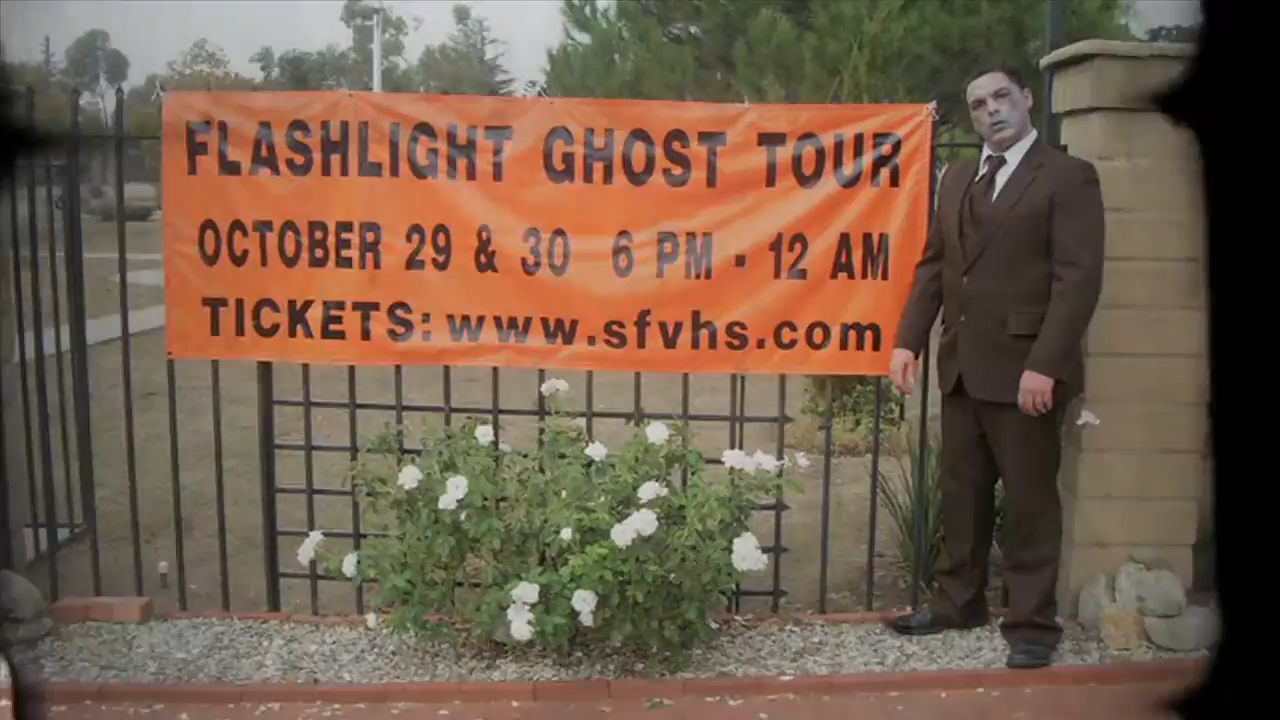 FLASHLIGHT GHOST TOUR
OCTOBER 29 & 30 6 PM - 12 AM
TICKETS: www.sfvhs.com